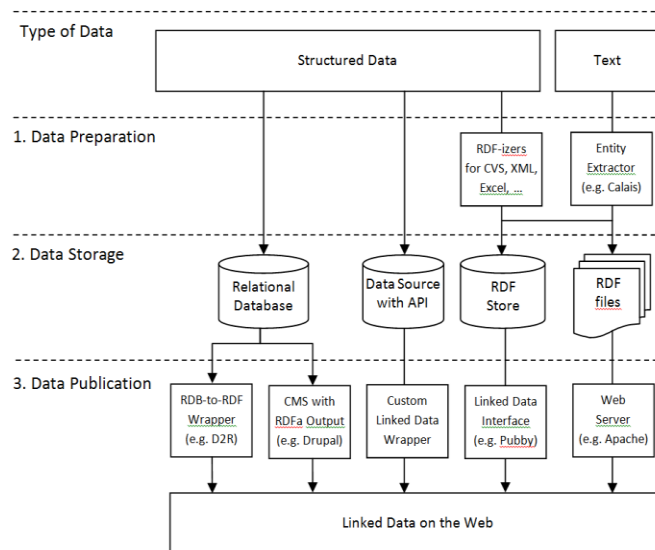 Type of Data
Structured Data
Text
1. Data Preparation
RDF-izers
for CVS, XML,
Excel, ...
Entity
Extractor
(e.g. Calais)
2. Data Storage
Relational
Database
Data Source
with API
RDF
Store
RDF
files
3. Data Publication
RDB-to-RDF
Wrapper
(e.g. D2R)
CMS with
RDFa Output
(e.g. Drupal)
Custom
Linked Data
Wrapper
Linked Data
Interface
(e.g. Pubby)
Web
Server
(e.g. Apache)
Linked Data on the Web